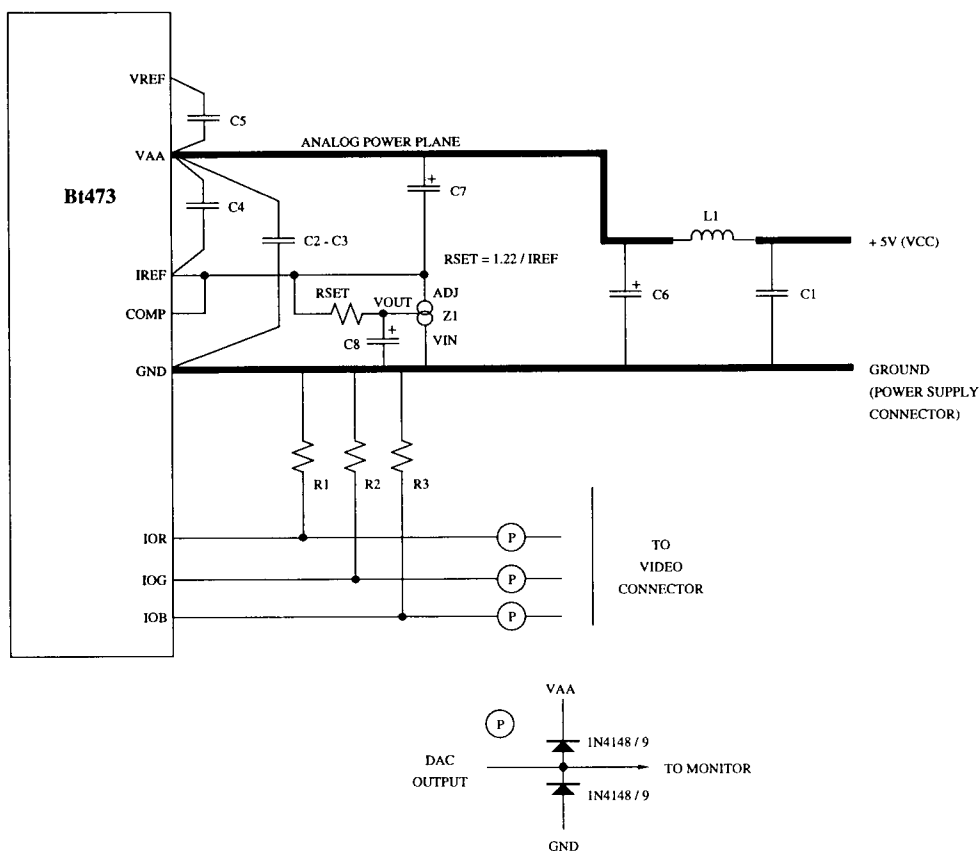 VREF
C5
ANALOG POWER PLANE
VAA
C7
Bt473
C4
L1
C2 - C3
+ 5V (VCC)
RSET = 1.22 / IREF
IREF
RSET
VOUT
ADJ
Z1
C6
C1
COMP
C8
VIN
GND
GROUND
(POWER SUPPLY
CONNECTOR)
R1
R2
R3
IOR
P
IOG
P
IOB
P
TO
VIDEO
CONNECTOR
VAA
P
1N4148 / 9
DAC
OUTPUT
TO MONITOR
1N4148 / 9
GND
+
+
+